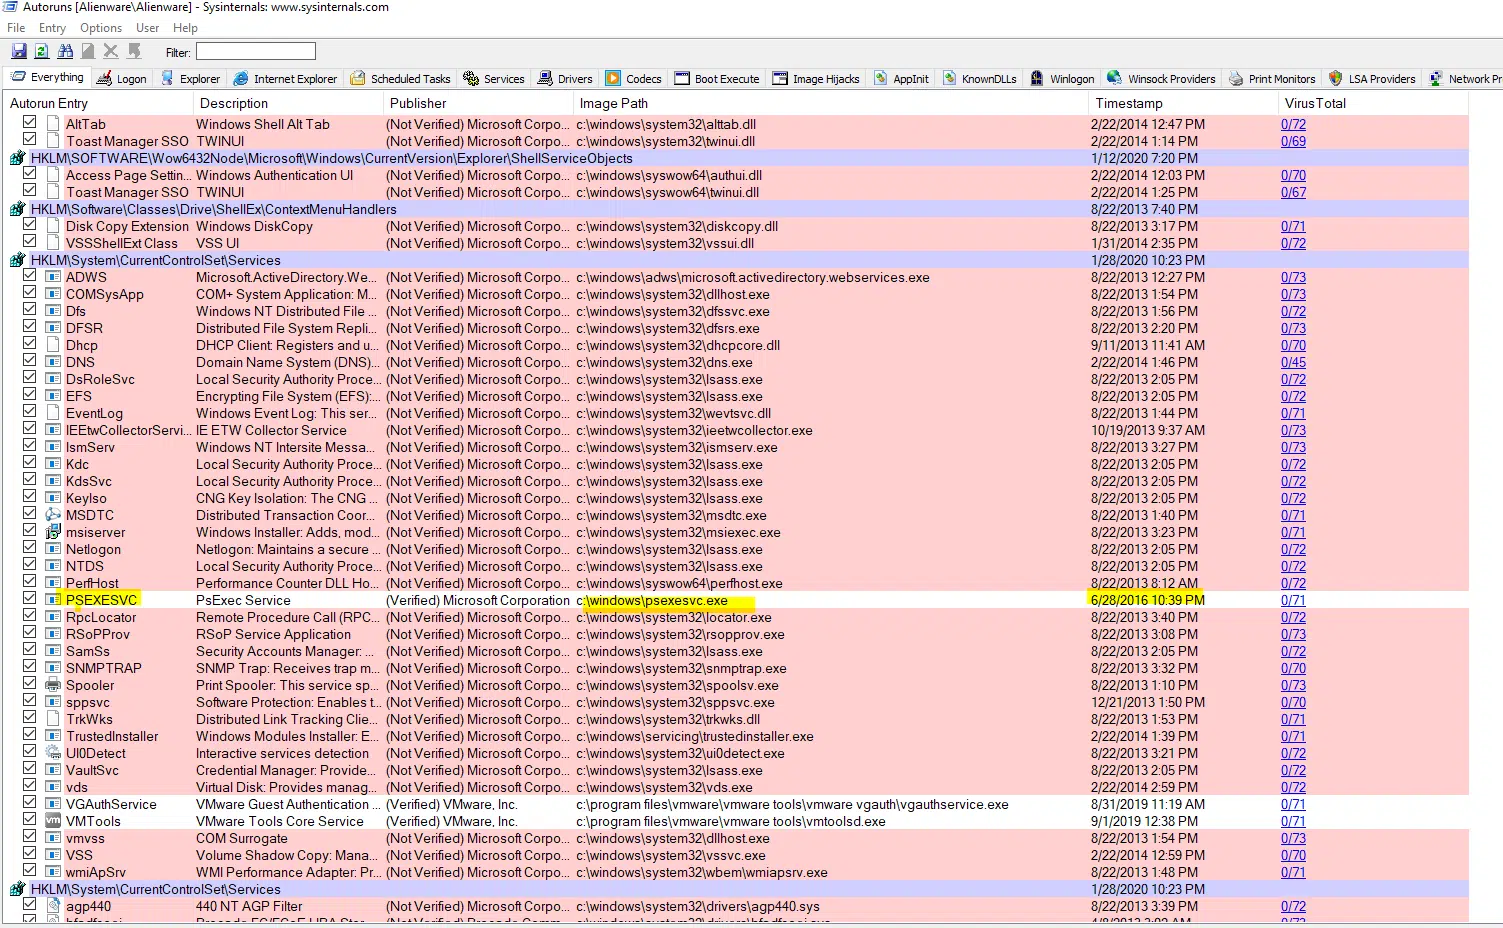 Autoruns [Alienware\Alienware] - Sysinternals: www.sysinternals.com
File Entry Options User Help
Filter:
Everything Logon Explorer Internet Explorer Scheduled Tasks Services Drivers Codecs Boot Execute Image Hijacks AppInit KnownDLLs Winlogon Winsock Providers Print Monitors LSA Providers Network Pr
Autorun Entry Description Publisher Image Path Timestamp VirusTotal
AltTab Windows Shell Alt Tab (Not Verified) Microsoft Corpo... c:\windows\system32\alttab.dll 2/22/2014 12:47 PM 0/72
Toast Manager SSO TWINUI (Not Verified) Microsoft Corpo... c:\windows\system32\twinui.dll 2/22/2014 1:14 PM 0/69
HKLM\SOFTWARE\Wow6432Node\Microsoft\Windows\CurrentVersion\Explorer\ShellServiceObjects 1/12/2020 7:20 PM
Access Page Settin... Windows Authentication UI (Not Verified) Microsoft Corpo... c:\windows\syswow64\authui.dll 2/22/2014 12:03 PM 0/70
Toast Manager SSO TWINUI (Not Verified) Microsoft Corpo... c:\windows\syswow64\twinui.dll 2/22/2014 1:25 PM 0/67
HKLM\Software\Classes\Drive\ShellEx\ContextMenuHandlers 8/22/2013 7:40 PM
Disk Copy Extension Windows DiskCopy (Not Verified) Microsoft Corpo... c:\windows\system32\diskcopy.dll 8/22/2013 3:17 PM 0/71
VSSShellExt Class VSS UI (Not Verified) Microsoft Corpo... c:\windows\system32\vssui.dll 1/31/2014 2:35 PM 0/72
HKLM\System\CurrentControlSet\Services 1/28/2020 10:23 PM
ADWS Microsoft.ActiveDirectory.We... (Not Verified) Microsoft Corpo... c:\windows\adws\microsoft.activedirectory.webservices.exe 8/22/2013 12:27 PM 0/73
COMSysApp COM+ System Application: M... (Not Verified) Microsoft Corpo... c:\windows\system32\dllhost.exe 8/22/2013 1:54 PM 0/73
Dfs Windows NT Distributed File ... (Not Verified) Microsoft Corpo... c:\windows\system32\dfssvc.exe 8/22/2013 1:56 PM 0/72
DFSR Distributed File System Repli... (Not Verified) Microsoft Corpo... c:\windows\system32\dfsrs.exe 8/22/2013 2:20 PM 0/73
Dhcp DHCP Client: Registers and u... (Not Verified) Microsoft Corpo... c:\windows\system32\dhcpcore.dll 9/11/2013 11:41 AM 0/70
DNS Domain Name System (DNS)... (Not Verified) Microsoft Corpo... c:\windows\system32\dns.exe 2/22/2014 1:46 PM 0/45
DsRoleSvc Local Security Authority Proce... (Not Verified) Microsoft Corpo... c:\windows\system32\lsass.exe 8/22/2013 2:05 PM 0/72
EFS Encrypting File System (EFS):... (Not Verified) Microsoft Corpo... c:\windows\system32\lsass.exe 8/22/2013 2:05 PM 0/72
EventLog Windows Event Log: This ser... (Not Verified) Microsoft Corpo... c:\windows\system32\wevtsvc.dll 8/22/2013 1:44 PM 0/71
IEEtwCollectorServi... IE ETW Collector Service (Not Verified) Microsoft Corpo... c:\windows\system32\ieetwcollector.exe 10/19/2013 9:37 AM 0/73
IsmServ Windows NT Intersite Messa... (Not Verified) Microsoft Corpo... c:\windows\system32\ismserv.exe 8/22/2013 3:27 PM 0/73
Kdc Local Security Authority Proce... (Not Verified) Microsoft Corpo... c:\windows\system32\lsass.exe 8/22/2013 2:05 PM 0/72
KdsSvc Local Security Authority Proce... (Not Verified) Microsoft Corpo... c:\windows\system32\lsass.exe 8/22/2013 2:05 PM 0/72
KeyIso CNG Key Isolation: The CNG ... (Not Verified) Microsoft Corpo... c:\windows\system32\lsass.exe 8/22/2013 2:05 PM 0/72
MSDTC Distributed Transaction Coor... (Not Verified) Microsoft Corpo... c:\windows\system32\msdtc.exe 8/22/2013 1:40 PM 0/71
msiserver Windows Installer: Adds, mod... (Not Verified) Microsoft Corpo... c:\windows\system32\msiexec.exe 8/22/2013 3:23 PM 0/71
Netlogon Netlogon: Maintains a secure ... (Not Verified) Microsoft Corpo... c:\windows\system32\lsass.exe 8/22/2013 2:05 PM 0/72
NTDS Local Security Authority Proce... (Not Verified) Microsoft Corpo... c:\windows\system32\lsass.exe 8/22/2013 2:05 PM 0/72
PerfHost Performance Counter DLL Ho... (Not Verified) Microsoft Corpo... c:\windows\syswow64\perfhost.exe 8/22/2013 8:12 AM 0/72
PSEXESVC PsExec Service (Verified) Microsoft Corporation c:\windows\psexesvc.exe 6/28/2016 10:39 PM 0/71
RpcLocator Remote Procedure Call (RPC... (Not Verified) Microsoft Corpo... c:\windows\system32\locator.exe 8/22/2013 3:40 PM 0/72
RSoPProv RSoP Service Application (Not Verified) Microsoft Corpo... c:\windows\system32\rsopprov.exe 8/22/2013 3:08 PM 0/73
SamSs Security Accounts Manager: ... (Not Verified) Microsoft Corpo... c:\windows\system32\lsass.exe 8/22/2013 2:05 PM 0/72
SNMPTRAP SNMP Trap: Receives trap m... (Not Verified) Microsoft Corpo... c:\windows\system32\snmptrap.exe 8/22/2013 3:32 PM 0/70
Spooler Print Spooler: This service sp... (Not Verified) Microsoft Corpo... c:\windows\system32\spoolsv.exe 8/22/2013 1:10 PM 0/73
sppsvc Software Protection: Enables t... (Not Verified) Microsoft Corpo... c:\windows\system32\sppsvc.exe 12/21/2013 1:50 PM 0/70
TrkWks Distributed Link Tracking Clie... (Not Verified) Microsoft Corpo... c:\windows\system32\trkwks.dll 8/22/2013 1:53 PM 0/71
TrustedInstaller Windows Modules Installer: E... (Not Verified) Microsoft Corpo... c:\windows\servicing\trustedinstaller.exe 2/22/2014 1:39 PM 0/71
UI0Detect Interactive services detection (Not Verified) Microsoft Corpo... c:\windows\system32\ui0detect.exe 8/22/2013 3:21 PM 0/72
VaultSvc Credential Manager: Provide... (Not Verified) Microsoft Corpo... c:\windows\system32\lsass.exe 8/22/2013 2:05 PM 0/72
vds Virtual Disk: Provides manag... (Not Verified) Microsoft Corpo... c:\windows\system32\vds.exe 2/22/2014 2:59 PM 0/72
VGAuthService VMware Guest Authentication ... (Verified) VMware, Inc. c:\program files\vmware\vmware tools\vmware vgauth\vgauthservice.exe 8/31/2019 11:19 AM 0/71
VMTools VMware Tools Core Service (Verified) VMware, Inc. c:\program files\vmware\vmware tools\vmtoolsd.exe 9/1/2019 12:38 PM 0/71
vmvss COM Surrogate (Not Verified) Microsoft Corpo... c:\windows\system32\dllhost.exe 8/22/2013 1:54 PM 0/73
VSS Volume Shadow Copy: Mana... (Not Verified) Microsoft Corpo... c:\windows\system32\vssvc.exe 2/22/2014 12:59 PM 0/70
wmiApSrv WMI Performance Adapter: Pr... (Not Verified) Microsoft Corpo... c:\windows\system32\wbem\wmiapsrv.exe 8/22/2013 1:48 PM 0/71
HKLM\System\CurrentControlSet\Services 1/28/2020 10:23 PM
agp440 440 NT AGP Filter (Not Verified) Microsoft Corpo... c:\windows\system32\drivers\agp440.sys 8/22/2013 3:39 PM 0/72